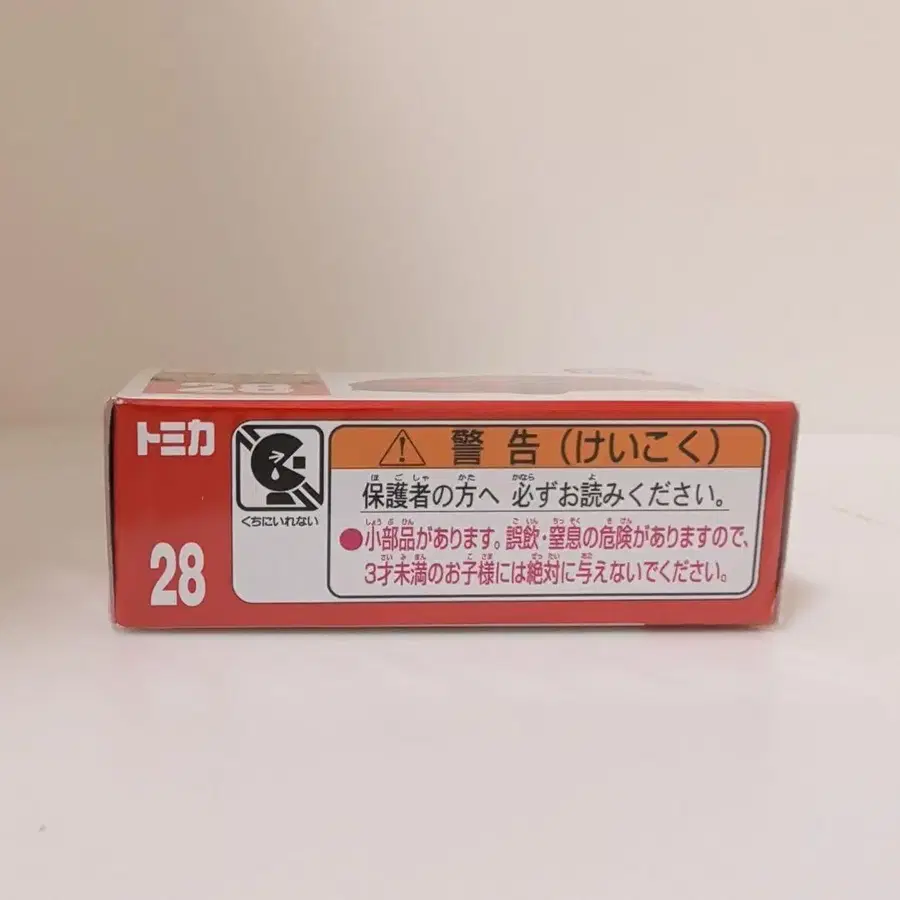 28
トミカ
28
くちにいれない
警告(けいこく)
保護者の方へ 必ずお読みください。
●小部品があります。誤飲・窒息の危険がありますので、
3才未満のお子様には絶対に与えないでください。